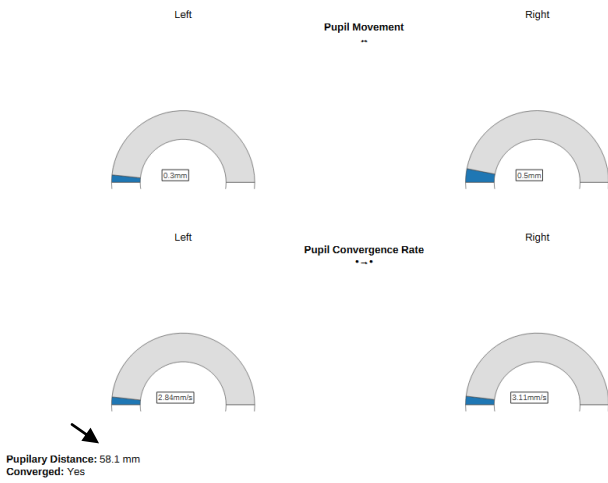 Left
Right
Pupil Movement
↔
0.3mm
0.5mm
Left
Right
Pupil Convergence Rate
•→•
2.84mm/s
3.11mm/s
Pupilary Distance: 58.1 mm
Converged: Yes